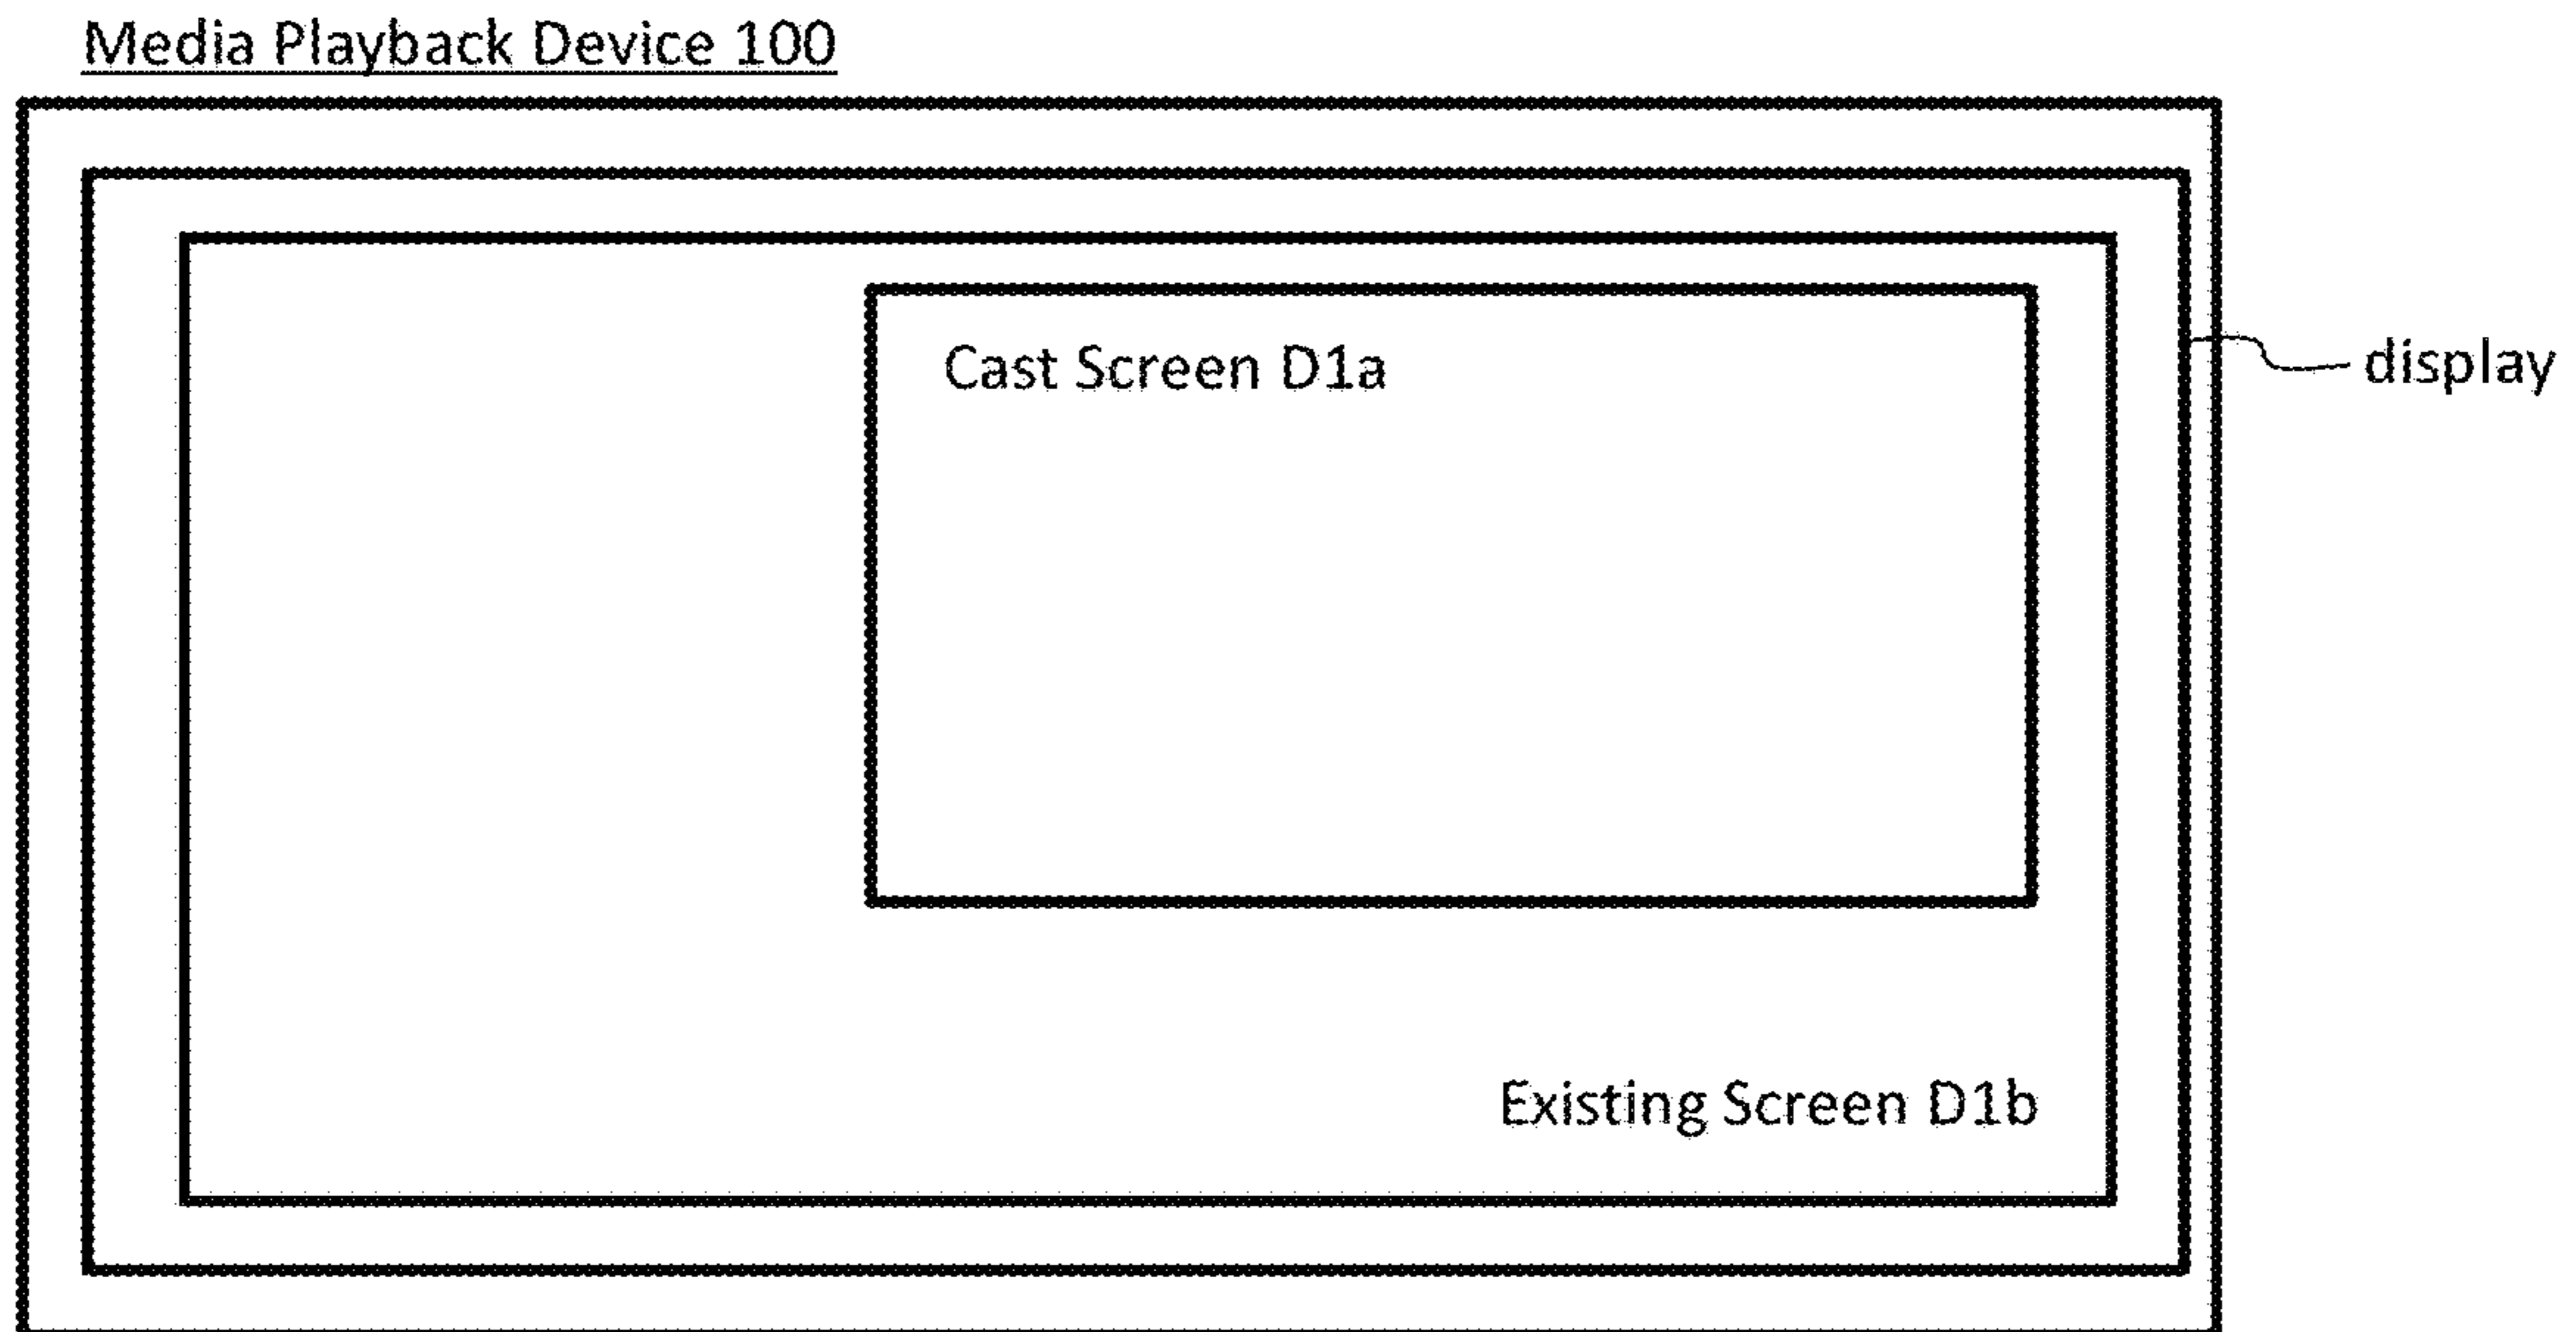 Media Playback Device 100
Cast Screen D1a
display
Existing Screen D1b